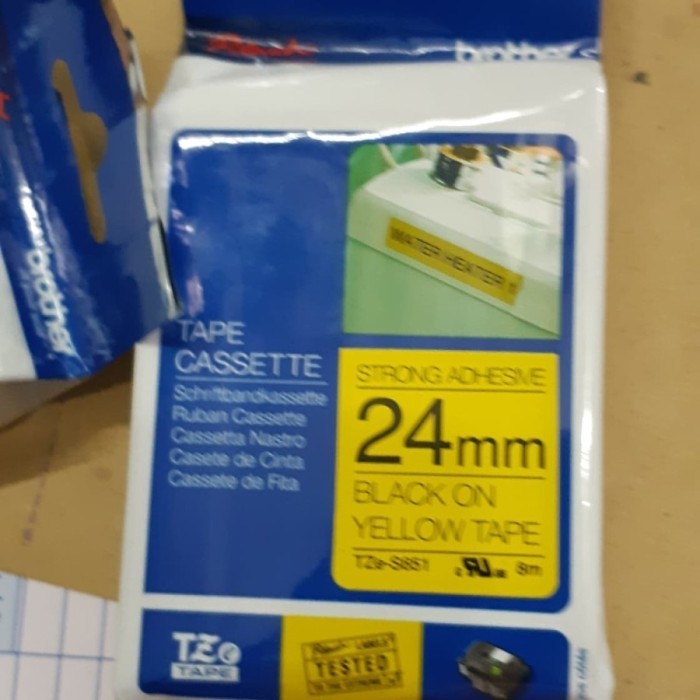 brother
brother
WATER HEATER 1
TAPE
CASSETTE
Schriftbandkassette
Ruban Cassette
Cassetta Nastro
Casete de Cinta
Cassete de Fita
STRONG ADHESIVE
24mm
BLACK ON
YELLOW TAPE
TZe-S651
8m
TZe
TAPE
TESTED